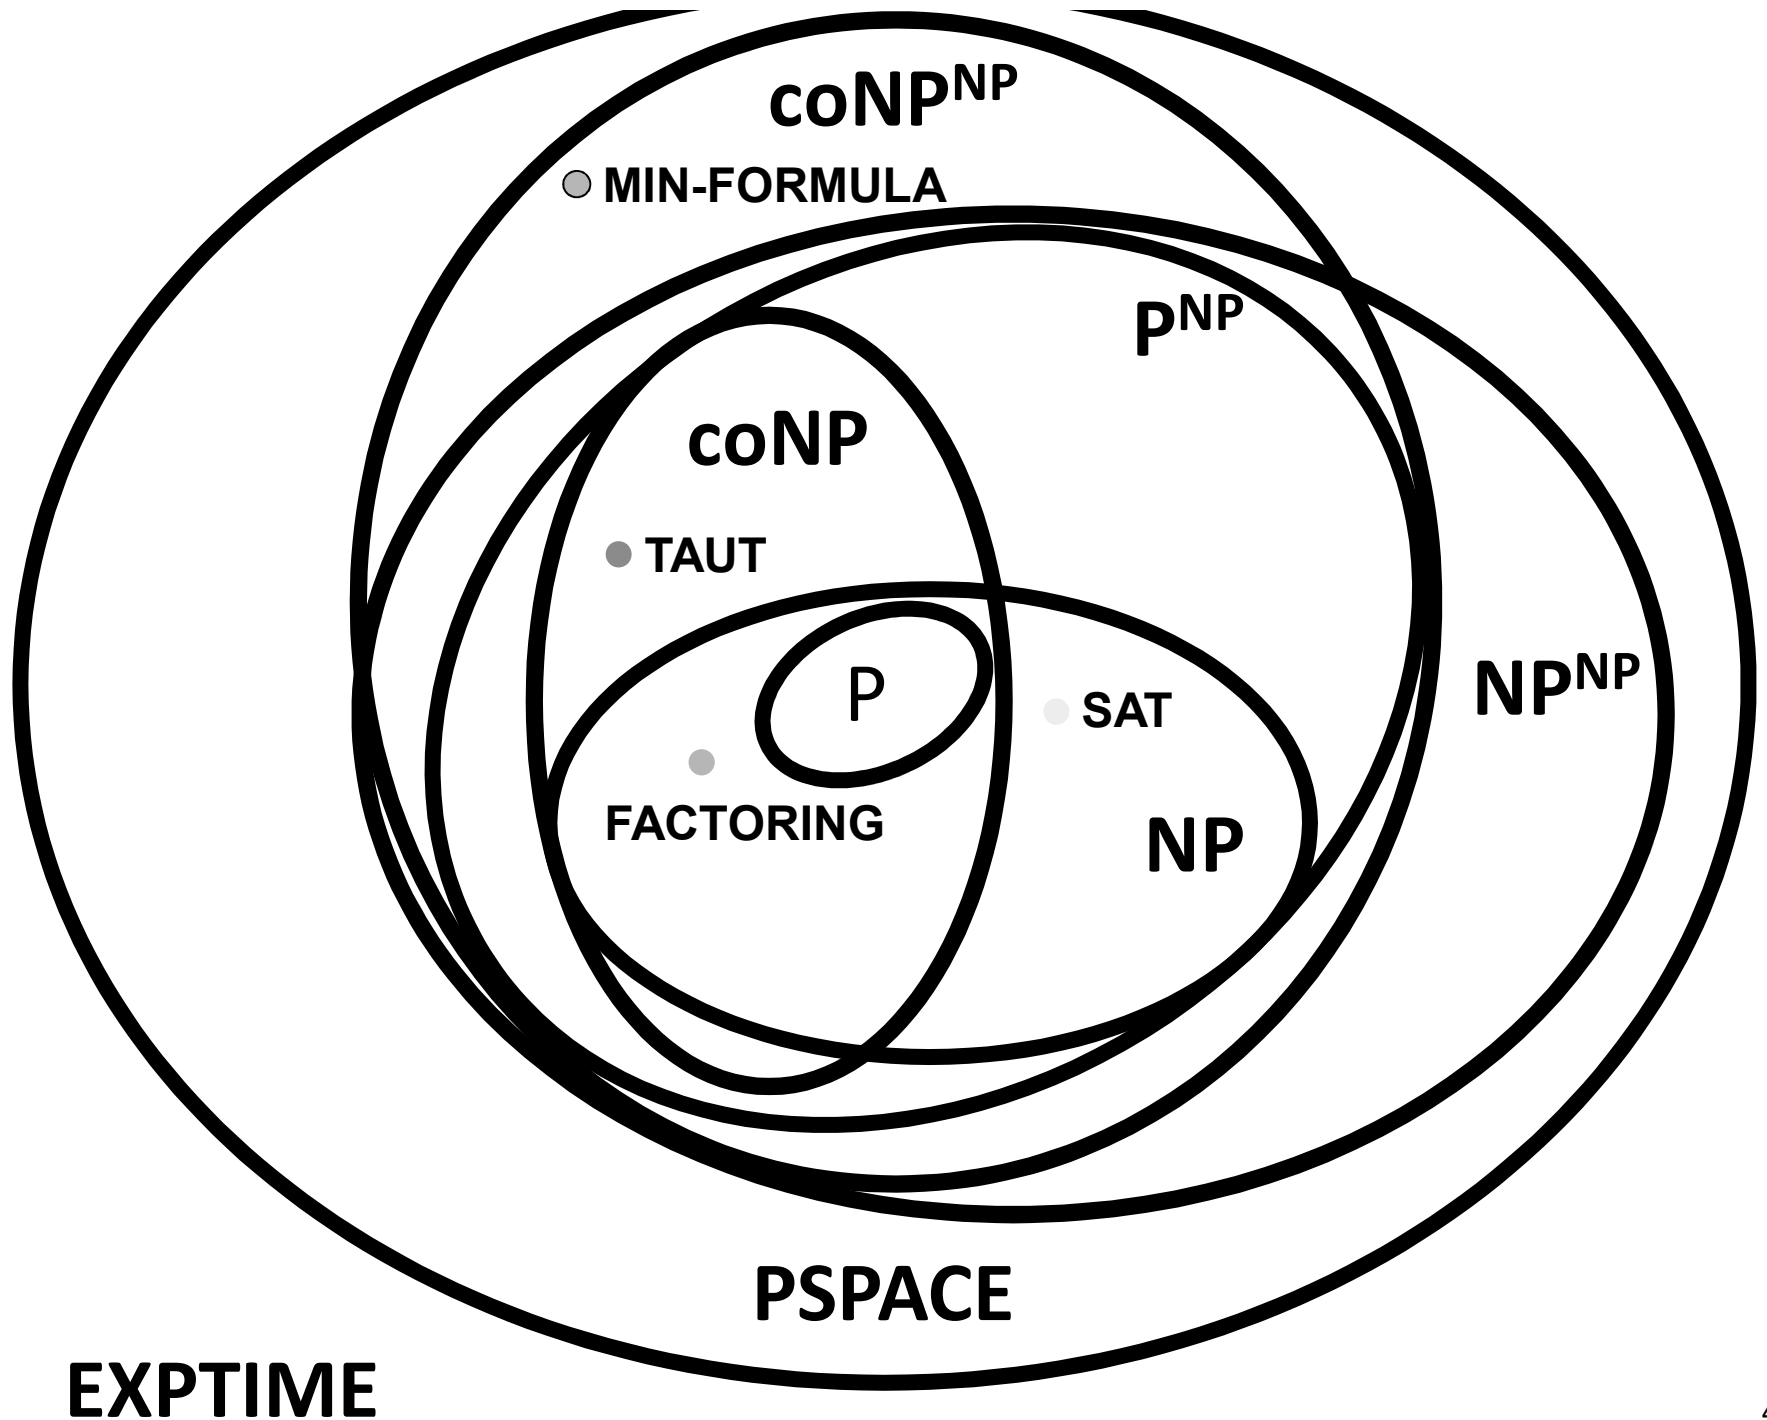 coNP^NP
MIN-FORMULA
P^NP
coNP
TAUT
P
SAT
NP^NP
FACTORING
NP
PSPACE
EXPTIME